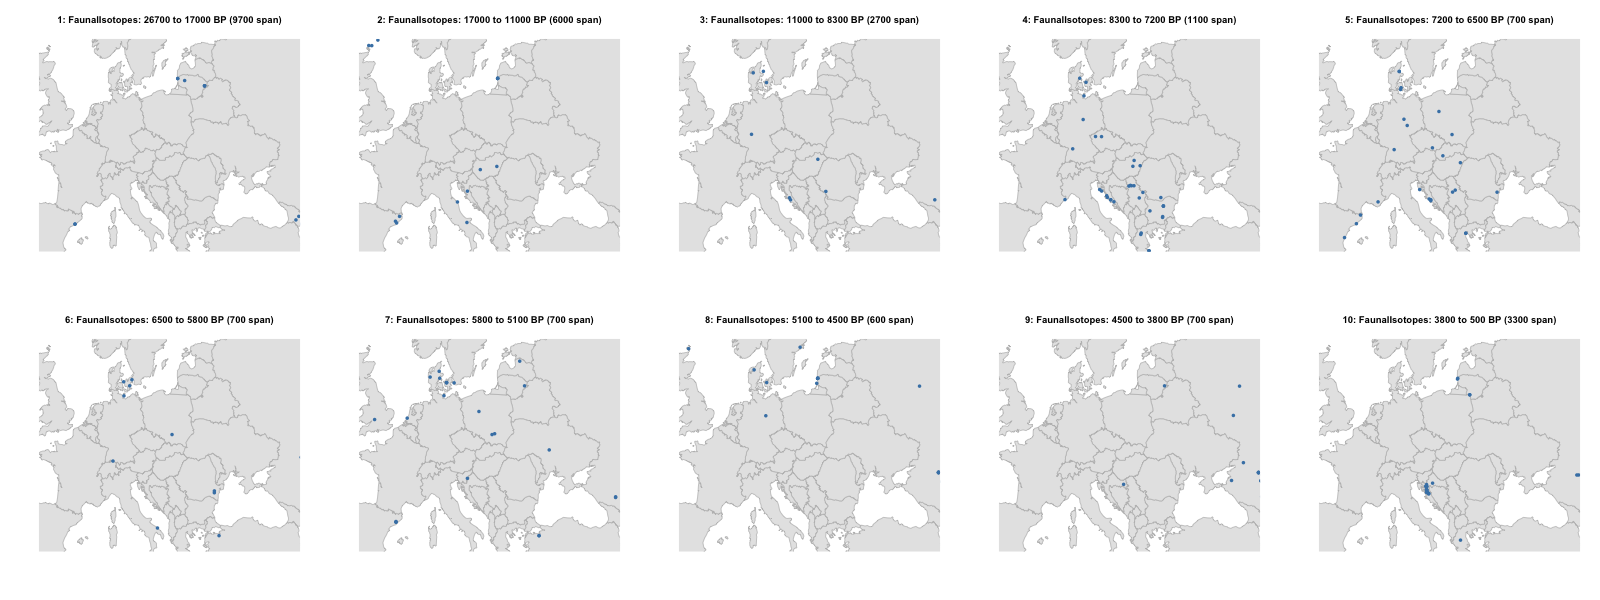 1: FaunalIsotopes: 26700 to 17000 BP (9700 span)
2: FaunalIsotopes: 17000 to 11000 BP (6000 span)
3: FaunalIsotopes: 11000 to 8300 BP (2700 span)
4: FaunalIsotopes: 8300 to 7200 BP (1100 span)
5: FaunalIsotopes: 7200 to 6500 BP (700 span)
6: FaunalIsotopes: 6500 to 5800 BP (700 span)
7: FaunalIsotopes: 5800 to 5100 BP (700 span)
8: FaunalIsotopes: 5100 to 4500 BP (600 span)
9: FaunalIsotopes: 4500 to 3800 BP (700 span)
10: FaunalIsotopes: 3800 to 500 BP (3300 span)